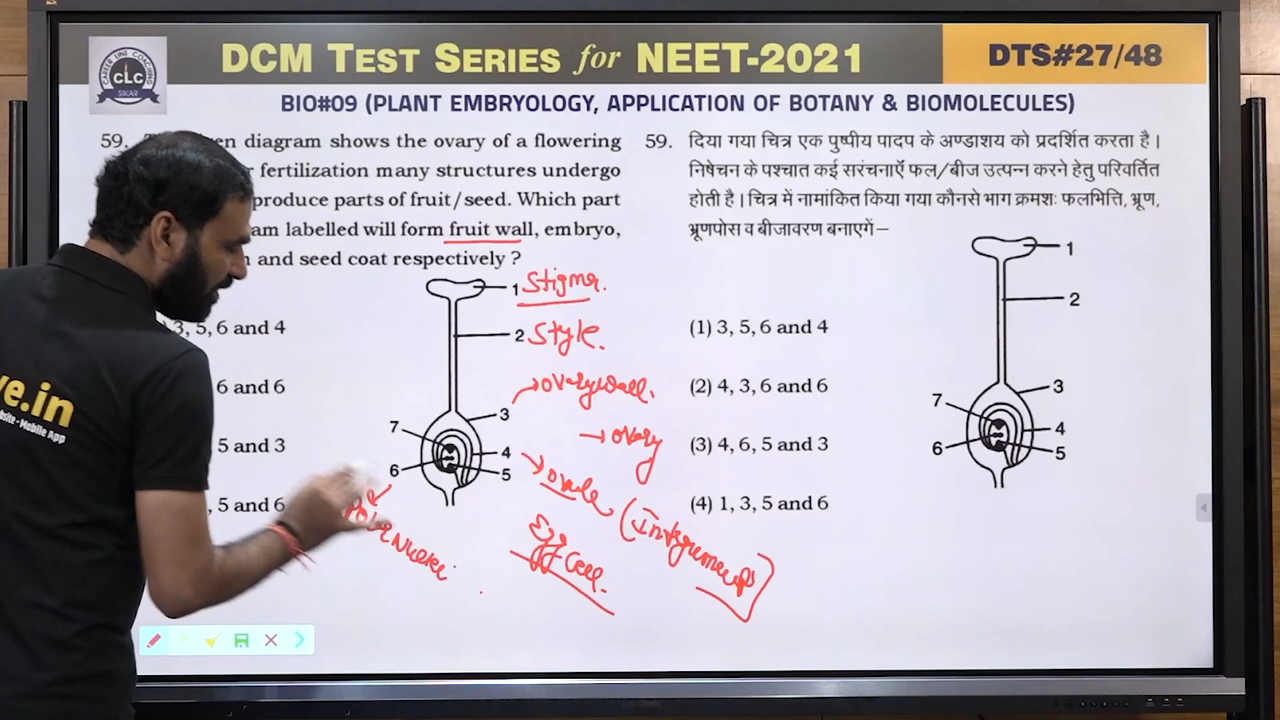 DCM TEST SERIES for NEET-2021
DTS#27/48
CLC
SIKAR
BIO#09 (PLANT EMBRYOLOGY, APPLICATION OF BOTANY & BIOMOLECULES)
59. diagram shows the ovary of a flowering
fertilization many structures undergo
produce parts of fruit/seed. Which part
labelled will form fruit wall, embryo,
and seed coat respectively ?
3, 5, 6 and 4
6 and 6
5 and 3
, 5 and 6
1 Stigma.
2 Style.
3
ovary wall.
ovary
7
4
ovule (Integuments)
6
5
Egg cell.
59. दिया गया चित्र एक पुष्पीय पादप के अण्डाशय को प्रदर्शित करता है।
निषेचन के पश्चात कई संरचनाएँ फल/बीज उत्पन्न करने हेतु परिवर्तित
होती है। चित्र में नामांकित किया गया कौनसे भाग क्रमशः फलभित्ति, भ्रूण,
भ्रूणपोस व बीजावरण बनाएगें–
(1) 3, 5, 6 and 4
(2) 4, 3, 6 and 6
(3) 4, 6, 5 and 3
(4) 1, 3, 5 and 6
1
2
3
7
4
6
5
ve.in
Mobile App